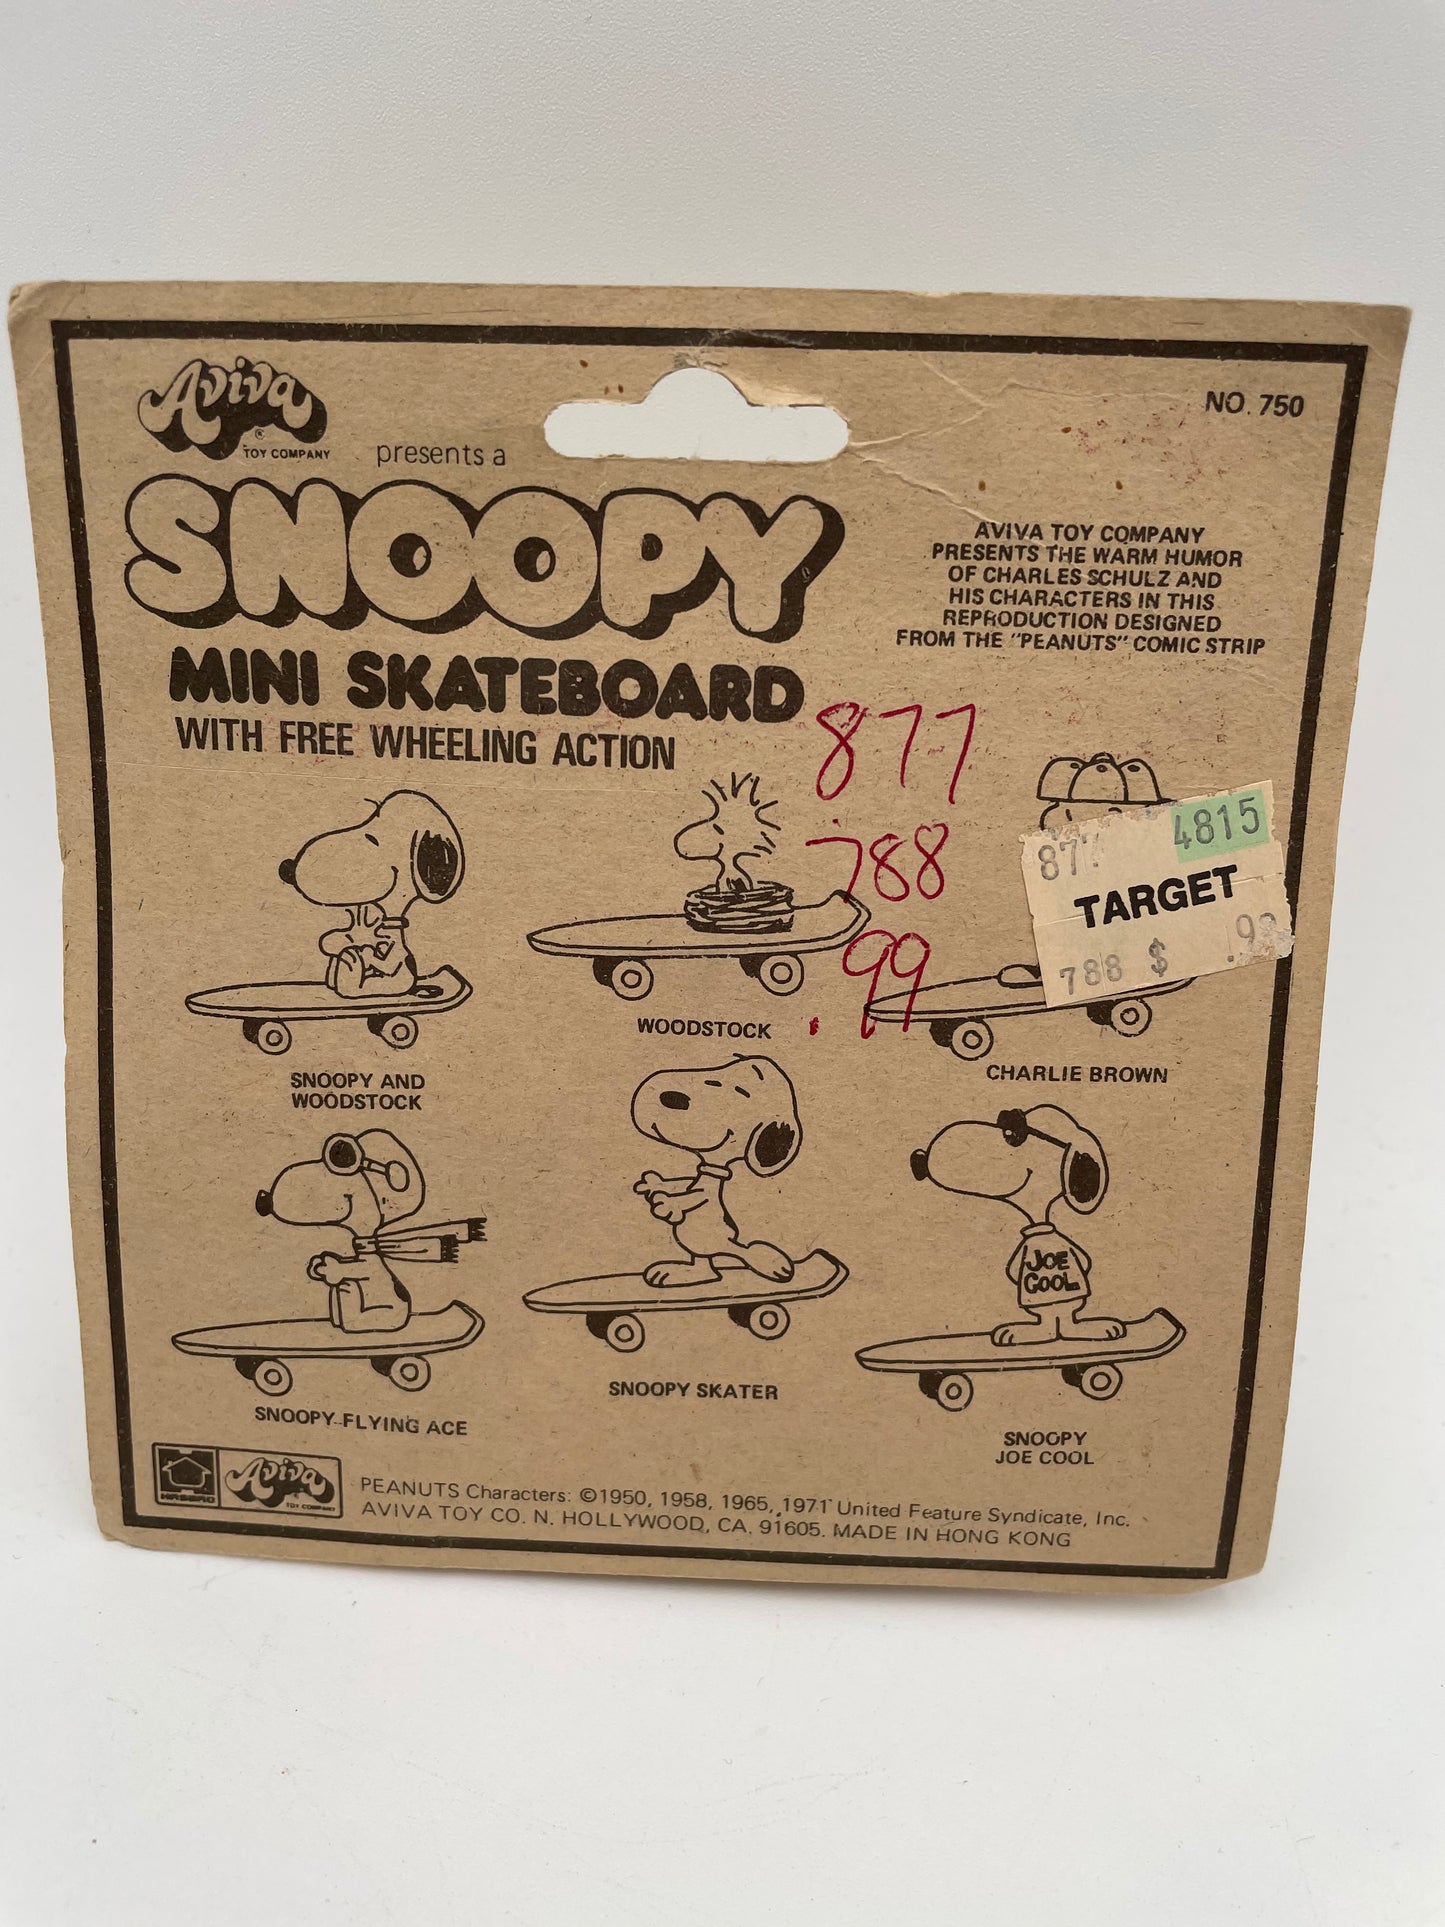 Aviva
®
TOY COMPANY
presents a
NO. 750
SNOOPY
MINI SKATEBOARD
WITH FREE WHEELING ACTION
AVIVA TOY COMPANY
PRESENTS THE WARM HUMOR
OF CHARLES SCHULZ AND
HIS CHARACTERS IN THIS
REPRODUCTION DESIGNED
FROM THE "PEANUTS" COMIC STRIP
877
788
.99
4815
TARGET
788 $
SNOOPY AND
WOODSTOCK
WOODSTOCK
CHARLIE BROWN
JOE
COOL
SNOOPY FLYING ACE
SNOOPY SKATER
SNOOPY
JOE COOL
HASBRO
Aviva
TOY COMPANY
PEANUTS Characters: ©1950, 1958, 1965, 1971 United Feature Syndicate, Inc.
AVIVA TOY CO. N. HOLLYWOOD, CA. 91605. MADE IN HONG KONG